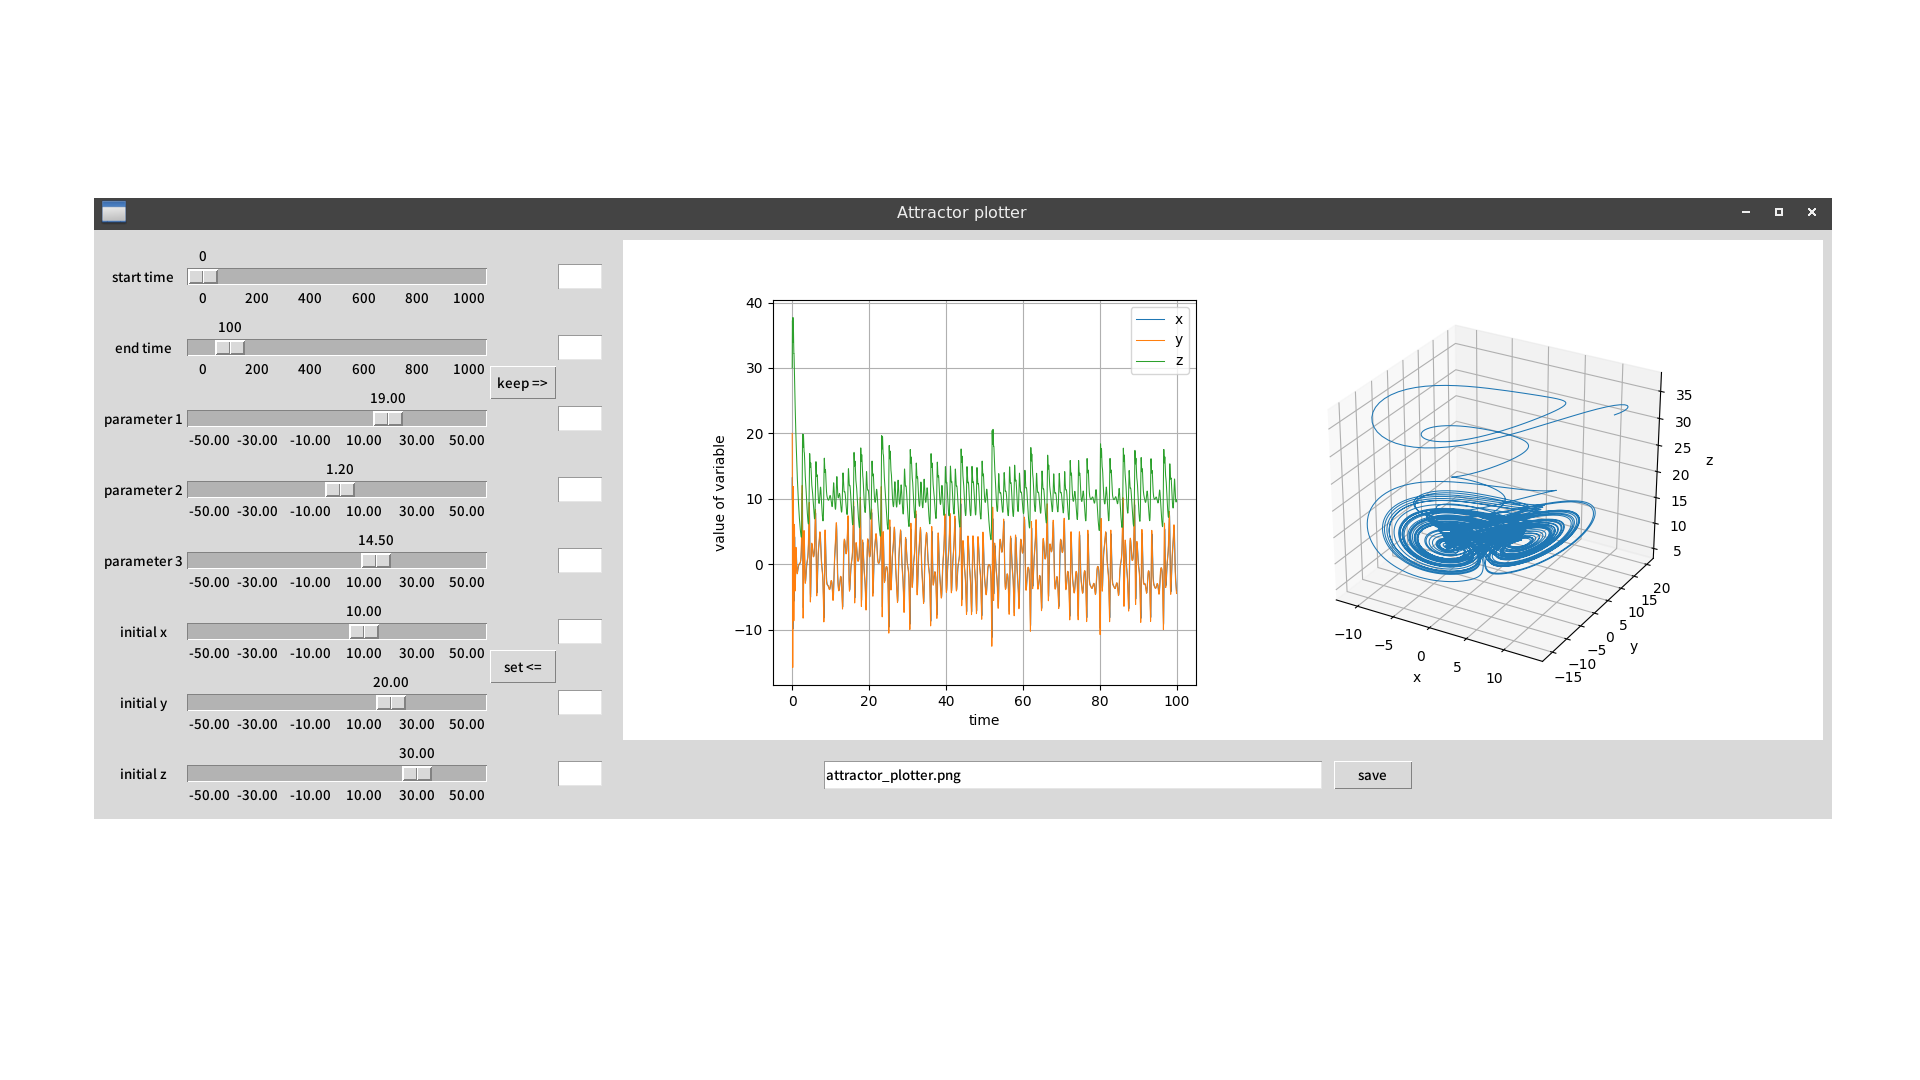 Attractor plotter
0
start time
0 200 400 600 800 1000
100
end time
0 200 400 600 800 1000
keep =>
19.00
parameter 1
-50.00 -30.00 -10.00 10.00 30.00 50.00
1.20
parameter 2
-50.00 -30.00 -10.00 10.00 30.00 50.00
14.50
parameter 3
-50.00 -30.00 -10.00 10.00 30.00 50.00
10.00
initial x
-50.00 -30.00 -10.00 10.00 30.00 50.00
set <=
20.00
initial y
-50.00 -30.00 -10.00 10.00 30.00 50.00
30.00
initial z
-50.00 -30.00 -10.00 10.00 30.00 50.00
value of variable
40
30
20
10
0
−10
0 20 40 60 80 100
time
x
y
z
35
30
25
20
15
10
5
z
20
15
10
5
0
−5
−10
−15
y
−10
−5
0
5
10
x
attractor_plotter.png
save